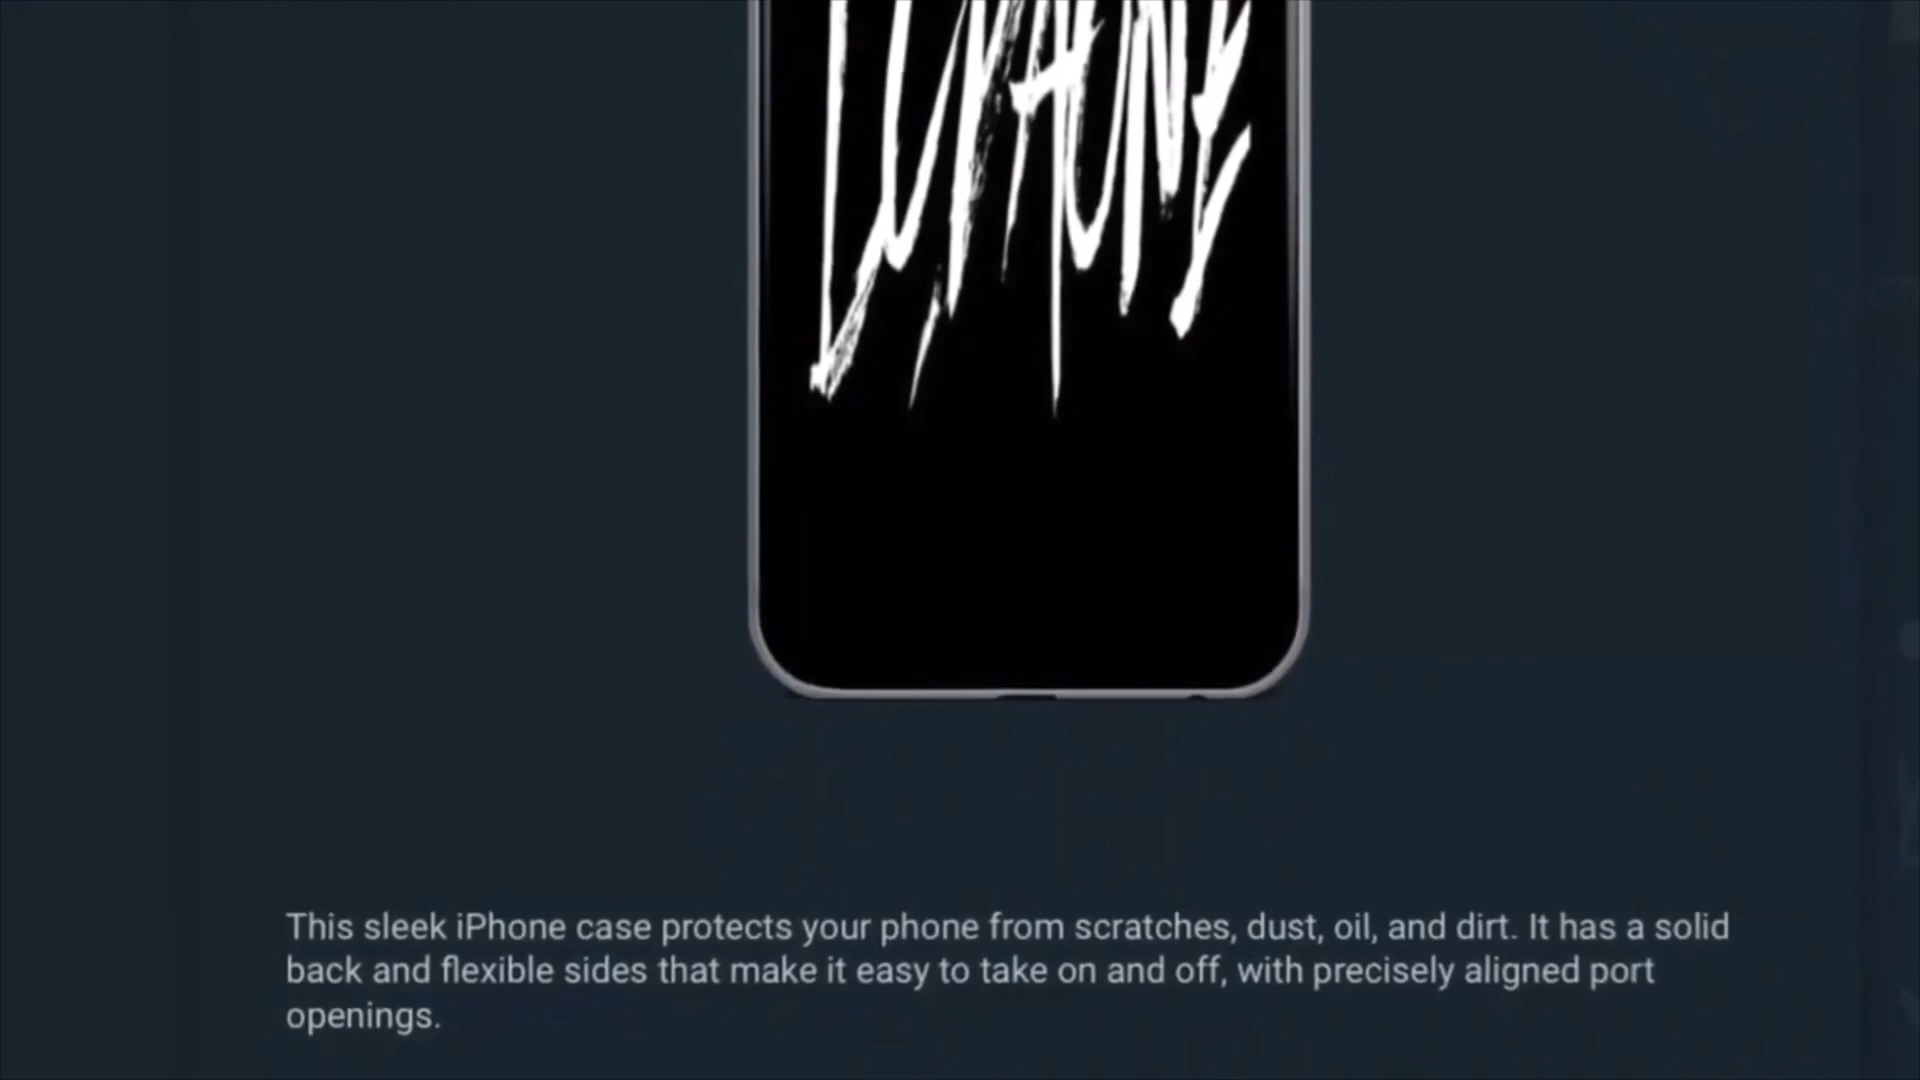 This sleek iPhone case protects your phone from scratches, dust, oil, and dirt. It has a solid
back and flexible sides that make it easy to take on and off, with precisely aligned port
openings.